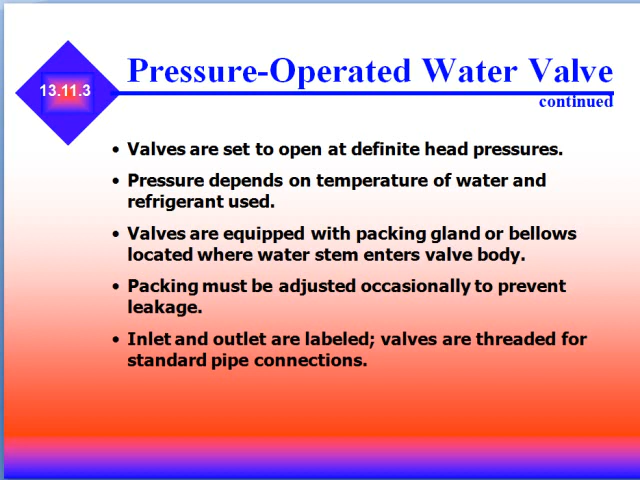 Pressure-Operated Water Valve
13.11.3
continued
• Valves are set to open at definite head pressures.
• Pressure depends on temperature of water and
refrigerant used.
• Valves are equipped with packing gland or bellows
located where water stem enters valve body.
• Packing must be adjusted occasionally to prevent
leakage.
• Inlet and outlet are labeled; valves are threaded for
standard pipe connections.